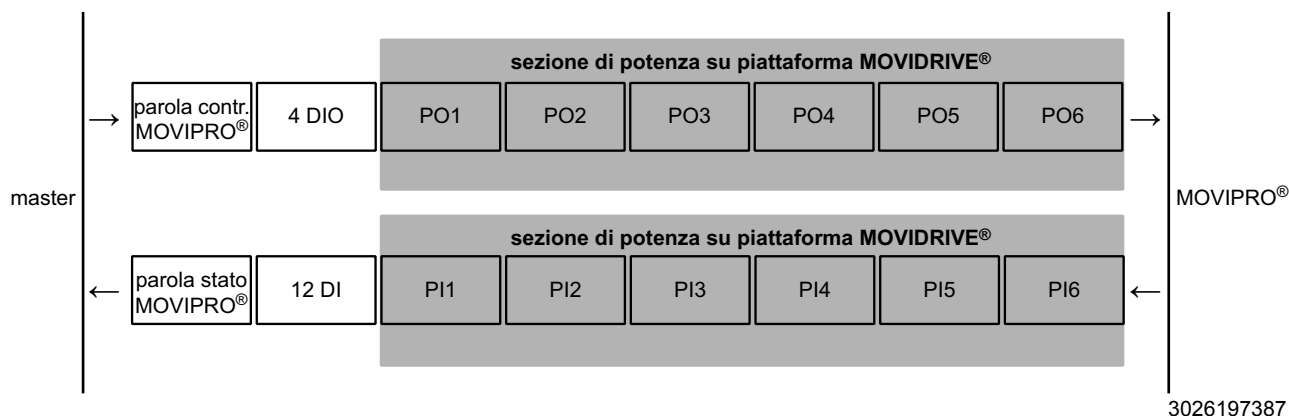 sezione di potenza su piattaforma MOVIDRIVE®
→ parola contr. MOVIPRO® 4 DIO PO1 PO2 PO3 PO4 PO5 PO6 →
master MOVIPRO®
sezione di potenza su piattaforma MOVIDRIVE®
← parola stato MOVIPRO® 12 DI PI1 PI2 PI3 PI4 PI5 PI6 ←
3026197387